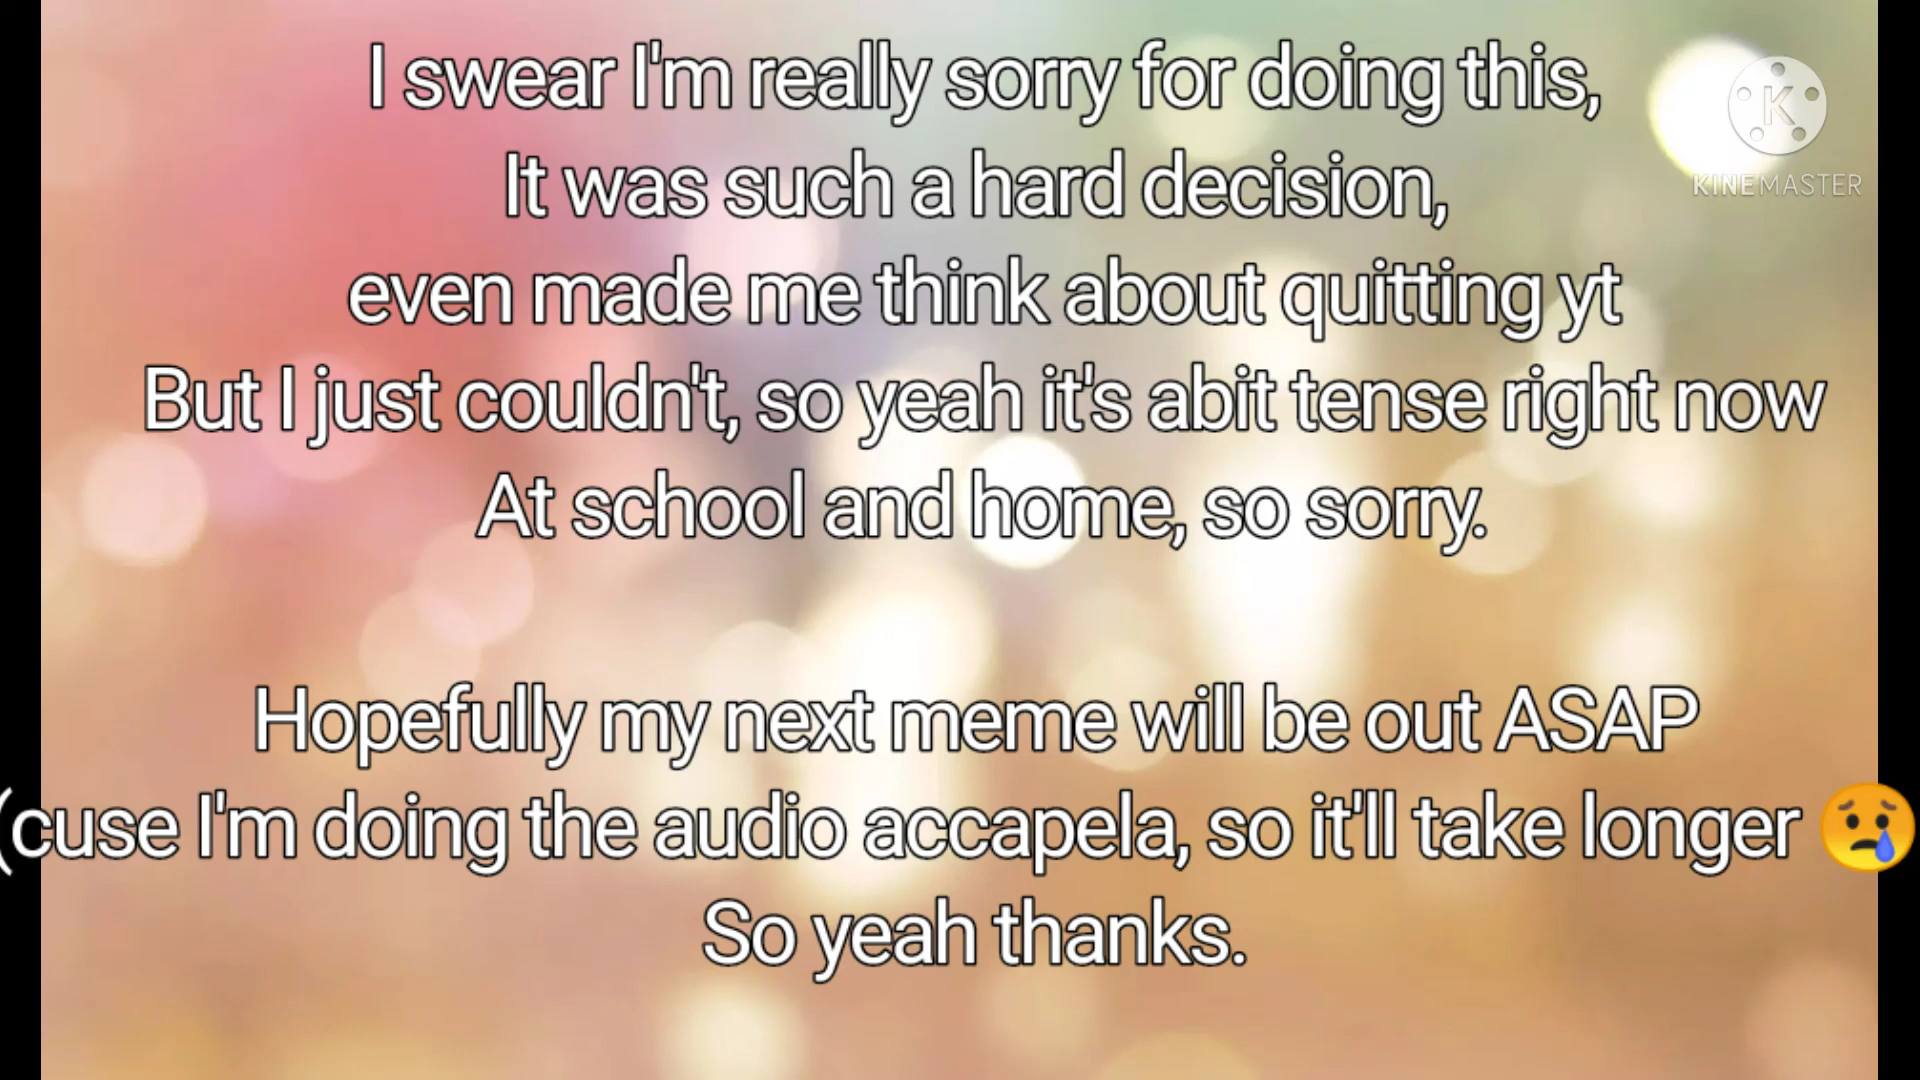 I swear I'm really sorry for doing this,
It was such a hard decision,
even made me think about quitting yt
But I just couldn't, so yeah it's abit tense right now
At school and home, so sorry.
Hopefully my next meme will be out ASAP
(cuse I'm doing the audio accapela, so it'll take longer 😢
So yeah thanks.
K
KINEMASTER